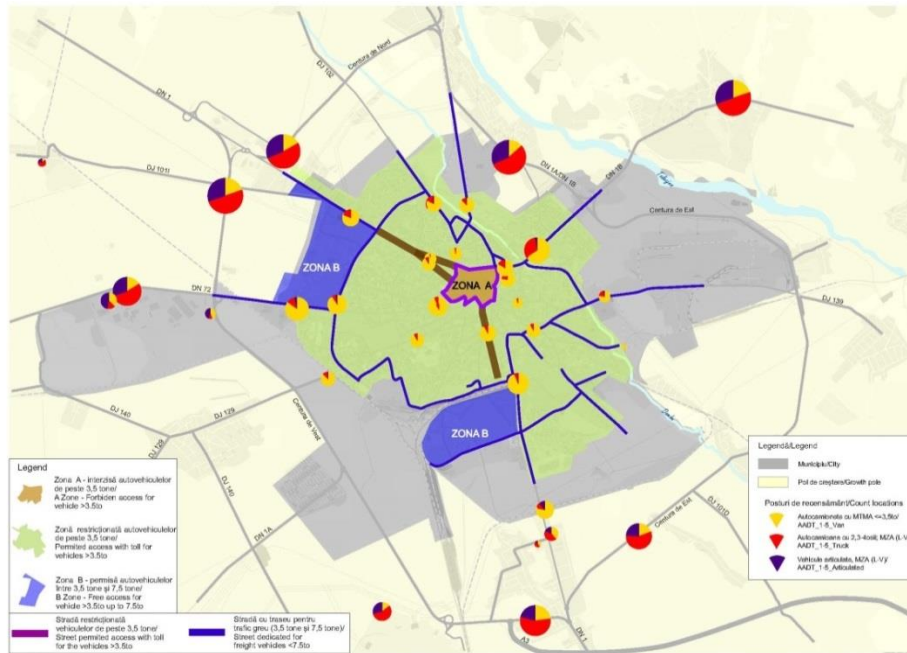 Centura de Nord
DN 1
DJ 102
DJ 101I
DN 1A/DN 1B
DN 1B
Centura de Est
ZONA B
ZONA A
DN 72
DJ 139
DJ 140
DJ 129
DJ 129
Centura de Vest
DJ 140
DN 1A
ZONA B
DJ 101D
Centura de Est
A3
DN 1
Legend
Zona A - interzisă autovehiculelor
de peste 3,5 tone/
A Zone - Forbiden access for
vehicle >3.5to
Zonă restricționată autovehiculelor
de peste 3,5 tone/
Permited access with toll for
vehicles >3.5to
Zona B - permisă autovehiculelor
între 3,5 tone și 7,5 tone/
B Zone - Free access for
vehicle >3.5to up to 7.5to
Stradă restricționată
vehiculelor de peste 3,5 tone/
Street permited access with toll
for the vehicles >3.5to
Stradă cu traseu pentru
trafic greu (3,5 tone și 7,5 tone)/
Street dedicated for
freight vehicles <7.5to
Legendă/Legend
Municipiu/City
Pol de creștere/Growth pole
Posturi de recensământ/Count locations
Autocamionete cu MTMA <=3,5to/
AADT_1-5_Van
Autocamioane cu 2,3-4osii, MZA (L-V)
AADT_1-5_Truck
Vehicule articulate, MZA (L-V)/
AADT_1-5_Articulated